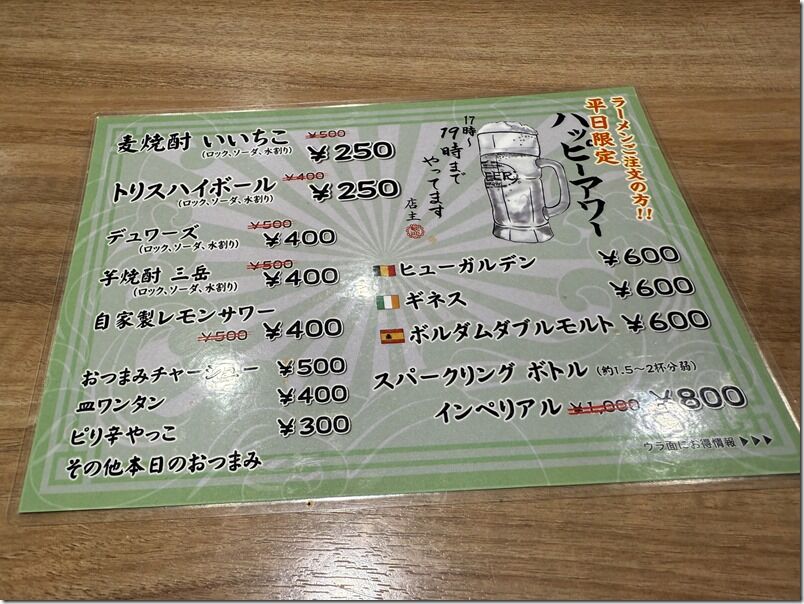 ラーメンご注文の方!!
平日限定
ハッピーアワー
17時～
19時まで
やってます
店主
BEER
麦焼酎 いいちこ ¥500
(ロック、ソーダ、水割り) ¥250
トリスハイボール ¥400
(ロック、ソーダ、水割り) ¥250
デュワーズ ¥500
(ロック、ソーダ、水割り) ¥400
芋焼酎 三岳 ¥500
(ロック、ソーダ、水割り) ¥400
自家製レモンサワー
¥500 ¥400
おつまみチャーシュー ¥500
皿ワンタン ¥400
ピリ辛やっこ ¥300
その他本日のおつまみ
ヒューガルデン ¥600
ギネス ¥600
ボルダムダブルモルト ¥600
スパークリング ボトル (約1.5～2杯分弱)
インペリアル ¥1,000 ¥800
ウラ面にお得情報 ▶▶▶